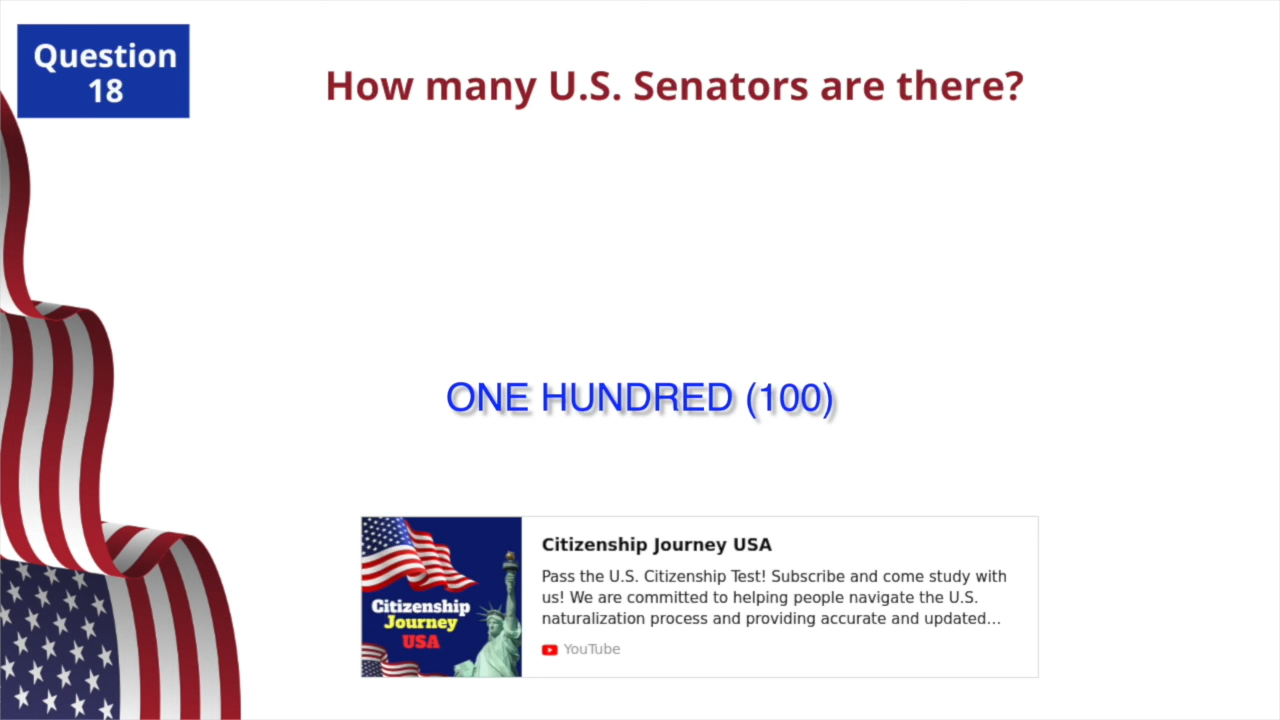 Question
18
How many U.S. Senators are there?
ONE HUNDRED (100)
Citizenship
Journey
USA
Citizenship Journey USA
Pass the U.S. Citizenship Test! Subscribe and come study with
us! We are committed to helping people navigate the U.S.
naturalization process and providing accurate and updated...
YouTube